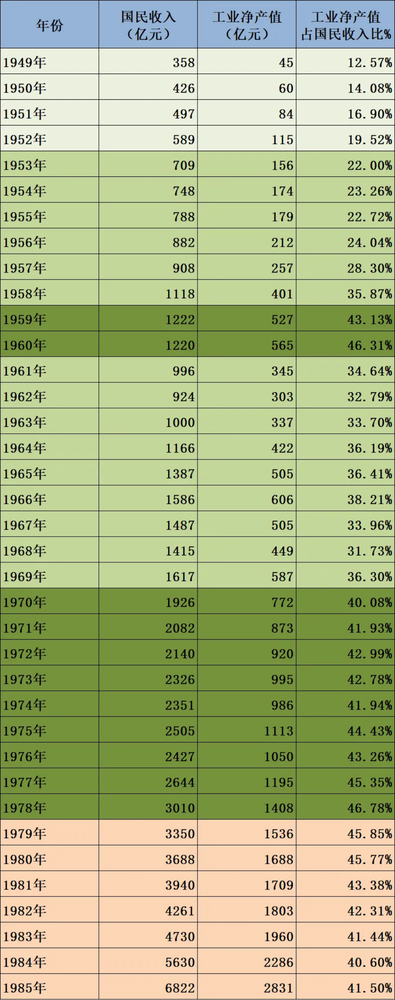 年份 国民收入（亿元） 工业净产值（亿元） 工业净产值占国民收入比%
1949年 358 45 12.57%
1950年 426 60 14.08%
1951年 497 84 16.90%
1952年 589 115 19.52%
1953年 709 156 22.00%
1954年 748 174 23.26%
1955年 788 179 22.72%
1956年 882 212 24.04%
1957年 908 257 28.30%
1958年 1118 401 35.87%
1959年 1222 527 43.13%
1960年 1220 565 46.31%
1961年 996 345 34.64%
1962年 924 303 32.79%
1963年 1000 337 33.70%
1964年 1166 422 36.19%
1965年 1387 505 36.41%
1966年 1586 606 38.21%
1967年 1487 505 33.96%
1968年 1415 449 31.73%
1969年 1617 587 36.30%
1970年 1926 772 40.08%
1971年 2082 873 41.93%
1972年 2140 920 42.99%
1973年 2326 995 42.78%
1974年 2351 986 41.94%
1975年 2505 1113 44.43%
1976年 2427 1050 43.26%
1977年 2644 1195 45.35%
1978年 3010 1408 46.78%
1979年 3350 1536 45.85%
1980年 3688 1688 45.77%
1981年 3940 1709 43.38%
1982年 4261 1803 42.31%
1983年 4730 1960 41.44%
1984年 5630 2286 40.60%
1985年 6822 2831 41.50%